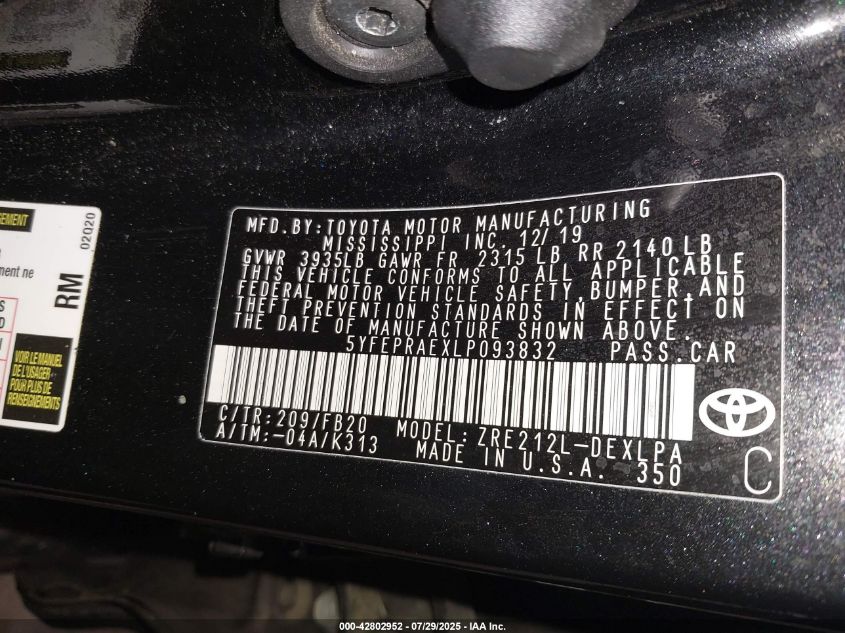 GEMENT
ment ne
RM
02020
VOIR LE MANUEL
DE L'USAGER
POUR PLUS DE
RENSEIGNEMENTS
MFD.BY:TOYOTA MOTOR MANUFACTURING
MISSISSIPPI INC. 12/19
GVWR 3935LB GAWR FR 2315 LB RR 2140 LB
THIS VEHICLE CONFORMS TO ALL APPLICABLE
FEDERAL MOTOR VEHICLE SAFETY,BUMPER,AND
THEFT PREVENTION STANDARDS IN EFFECT ON
THE DATE OF MANUFACTURE SHOWN ABOVE.
5YFEPRAEXLP093832 PASS.CAR
C/TR:209/FB20 MODEL:ZRE212L-DEXLPA
A/TM:-04A/K313 MADE IN U.S.A. 350
C
000-42802952 | 07/29/2025 - IAA Inc.